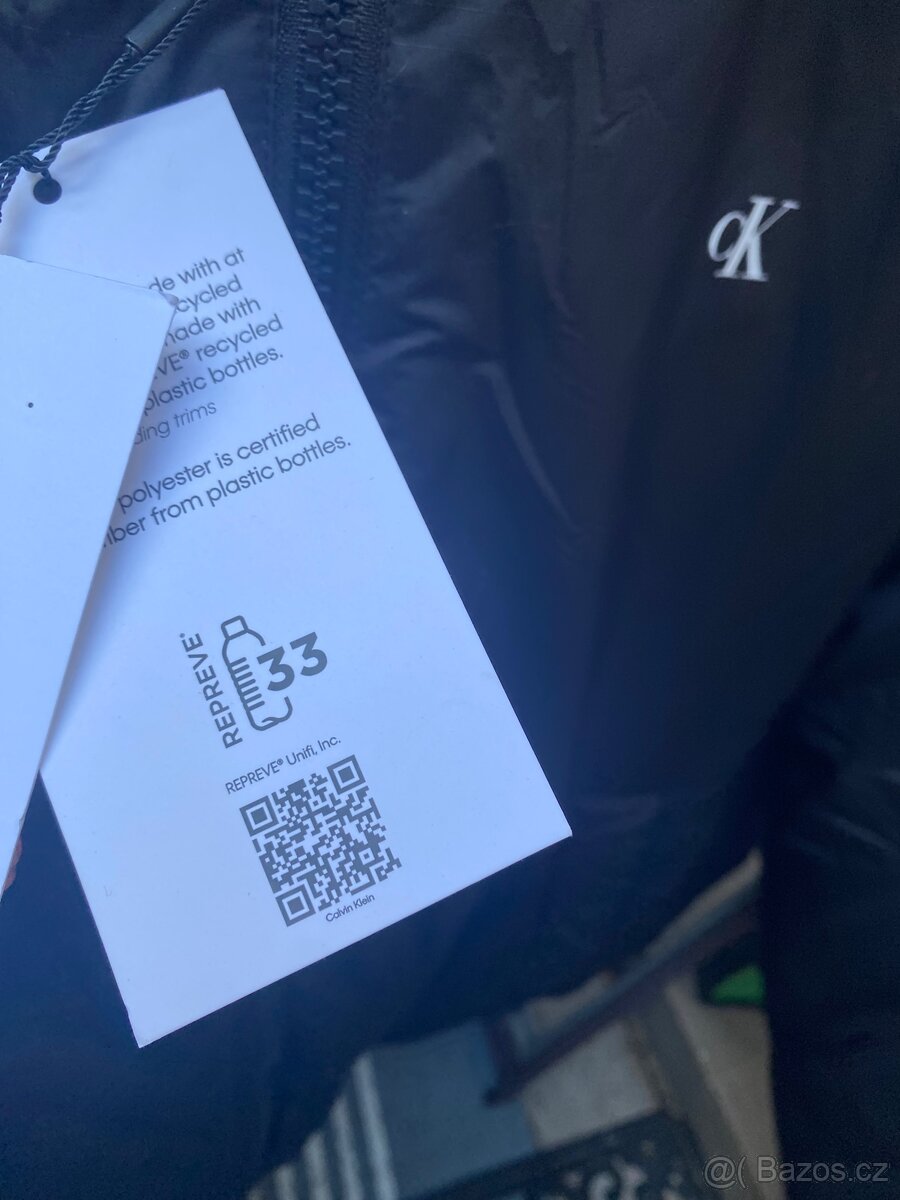 de with at
cycled
made with
VE® recycled
plastic bottles.
ding trims
polyester is certified
iber from plastic bottles.
REPREVE®
33
REPREVE® Unifi, Inc.
Calvin Klein
cK
@( Bazos.cz